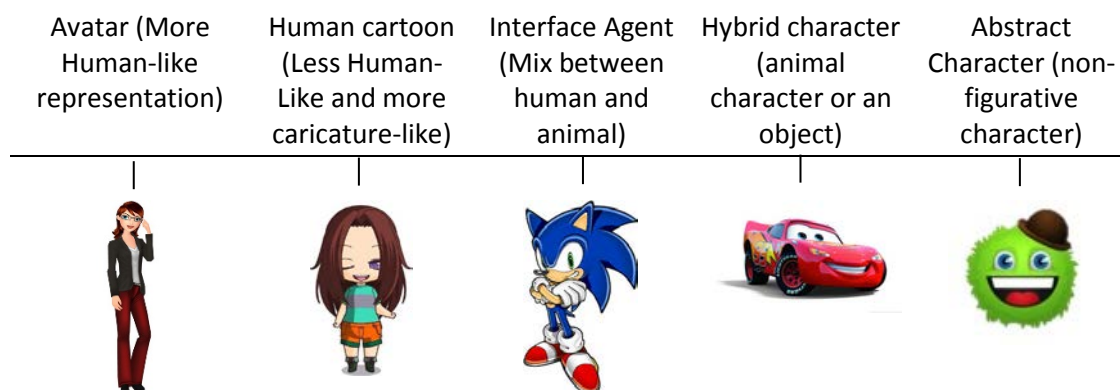 Avatar (More
Human-like
representation)
Human cartoon
(Less Human-
Like and more
caricature-like)
Interface Agent
(Mix between
human and
animal)
Hybrid character
(animal
character or an
object)
Abstract
Character (non-
figurative
character)